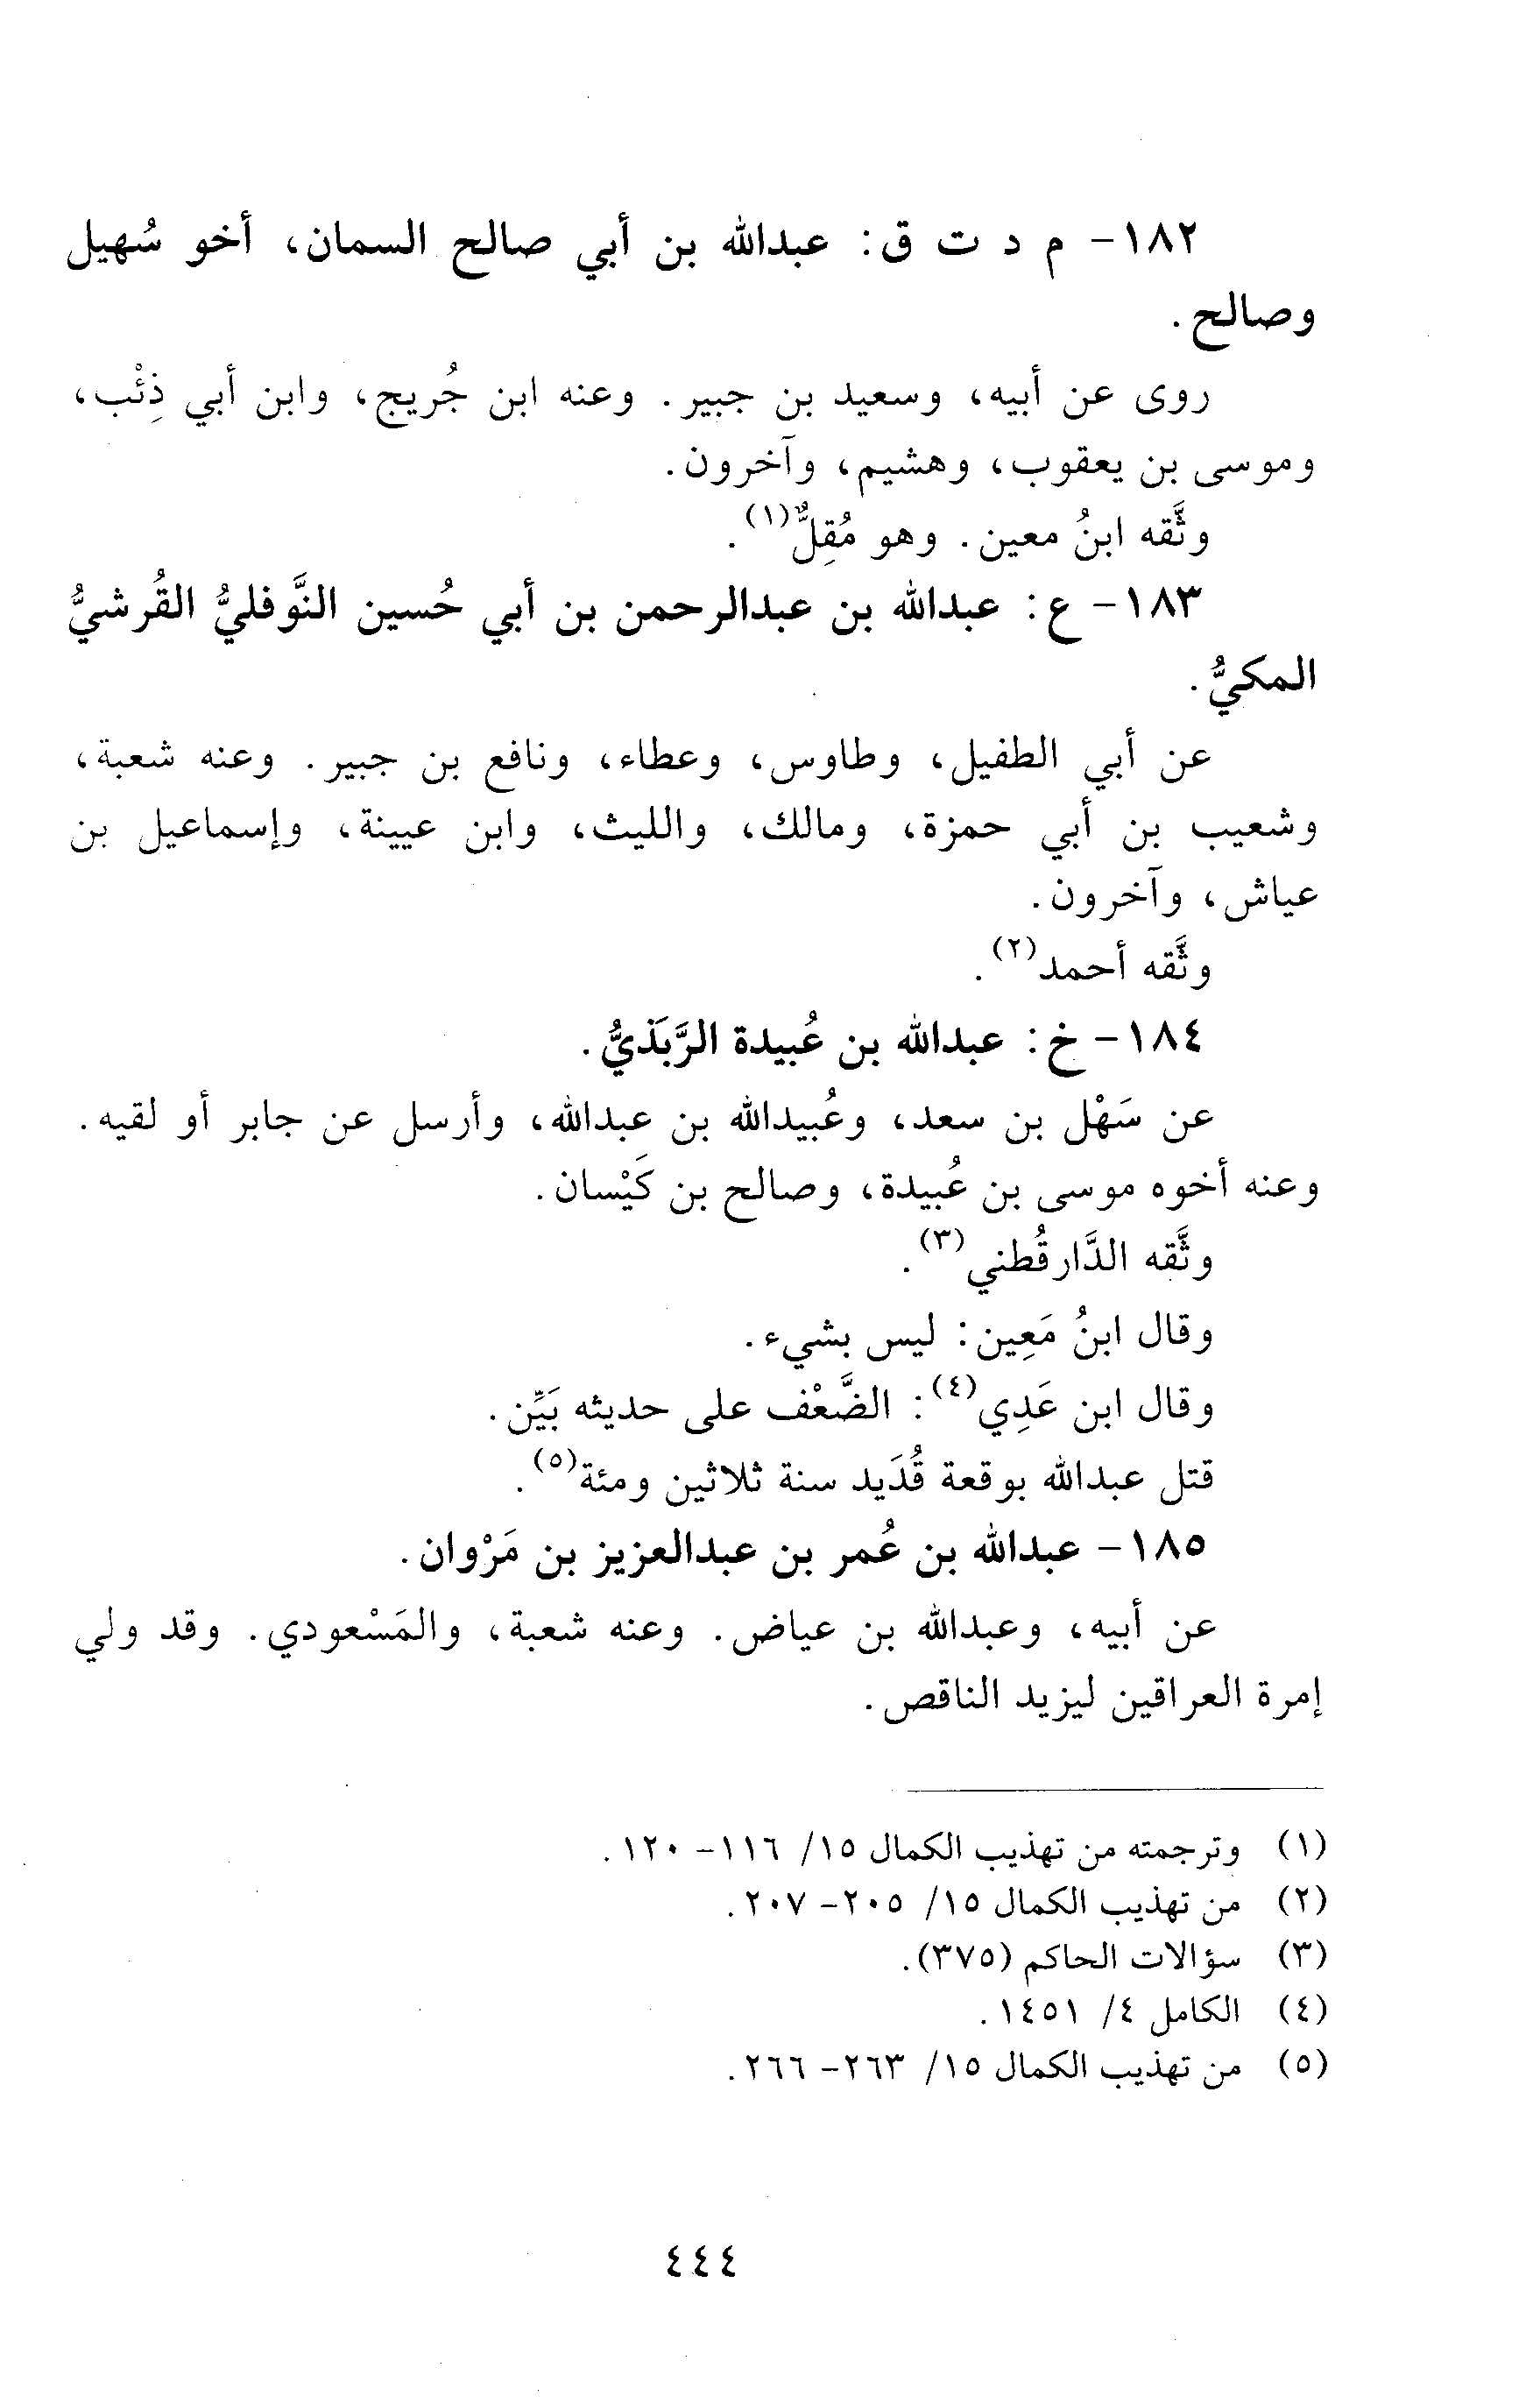 ١٨٢- م د ت ق: عبدالله بن أبي صالح السمان، أخو سُهيل
وصالح.
روى عن أبيه، وسعيد بن جبير. وعنه ابن جُريج، وابن أبي ذِئْب،
وموسى بن يعقوب، وهشيم، وآخرون.
وثَّقه ابنُ معين. وهو مُقِلٌّ(١).
١٨٣- ع: عبدالله بن عبدالرحمن بن أبي حُسين النَّوفليُّ القُرشيُّ
المكيُّ.
عن أبي الطفيل، وطاوس، وعطاء، ونافع بن جبير. وعنه شعبة،
وشعيب بن أبي حمزة، ومالك، والليث، وابن عيينة، وإسماعيل بن
عياش، وآخرون.
وثَّقه أحمد(٢).
١٨٤- خ: عبدالله بن عُبيدة الرَّبَذيُّ.
عن سَهْل بن سعد، وعُبيدالله بن عبدالله، وأرسل عن جابر أو لقيه.
وعنه أخوه موسى بن عُبيدة، وصالح بن كَيْسان.
وثَّقه الدَّارقُطني(٣).
وقال ابنُ مَعِين: ليس بشيء.
وقال ابن عَدِي(٤): الضَّعْف على حديثه بَيِّن.
قتل عبدالله بوقعة قُدَيد سنة ثلاثين ومئة(٥).
١٨٥- عبدالله بن عُمر بن عبدالعزيز بن مَرْوان.
عن أبيه، وعبدالله بن عياض. وعنه شعبة، والمَسْعودي. وقد ولي
إمرة العراقين ليزيد الناقص.
(١) وترجمته من تهذيب الكمال ١٥/ ١١٦- ١٢٠.
(٢) من تهذيب الكمال ١٥/ ٢٠٥- ٢٠٧.
(٣) سؤالات الحاكم (٣٧٥).
(٤) الكامل ٤/ ١٤٥١.
(٥) من تهذيب الكمال ١٥/ ٢٦٣- ٢٦٦.
٤٤٤